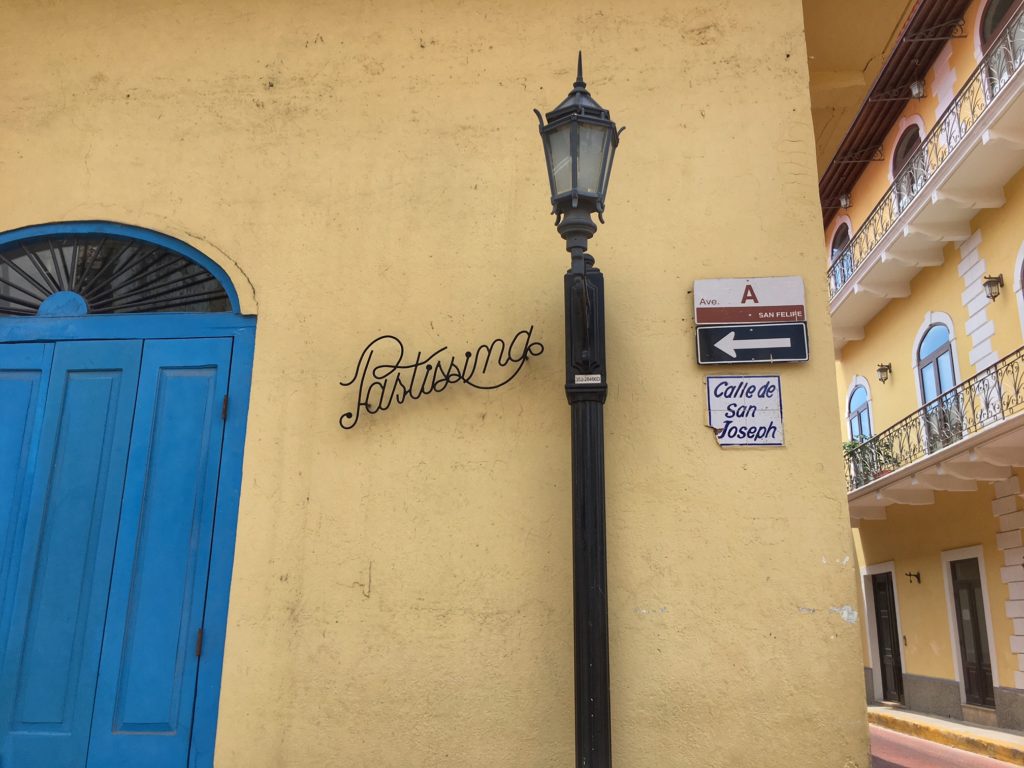 Pastissima
Ave. A
SAN FELIPE
Calle de
San
Joseph